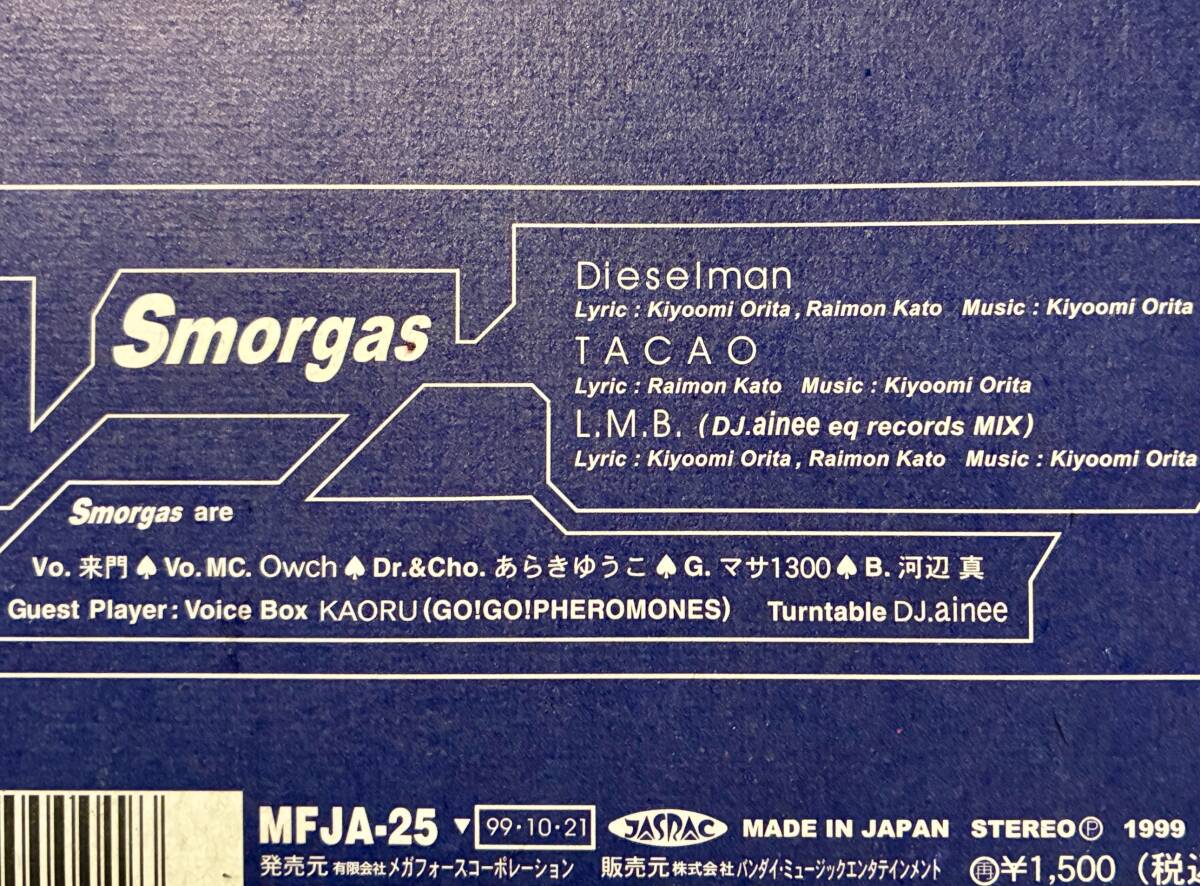 Smorgas
Dieselman
Lyric : Kiyoomi Orita , Raimon Kato Music : Kiyoomi Orita
TACAO
Lyric : Raimon Kato Music : Kiyoomi Orita
L.M.B. (DJ.ainee eq records MIX)
Lyric : Kiyoomi Orita , Raimon Kato Music : Kiyoomi Orita
Smorgas are
Vo. 来門 ♠ Vo. MC. Owch ♠ Dr.&Cho. あらきゆうこ ♠ G. マサ1300 ♠ B. 河辺 真
Guest Player : Voice Box KAORU (GO!GO!PHEROMONES) Turntable DJ.ainee
MFJA-25 ▼ 99・10・21 JASRAC MADE IN JAPAN STEREO Ⓟ 1999
発売元 有限会社メガフォースコーポレーション 販売元 株式会社バンダイ・ミュージックエンタテインメント ㊢¥1,500 (税込